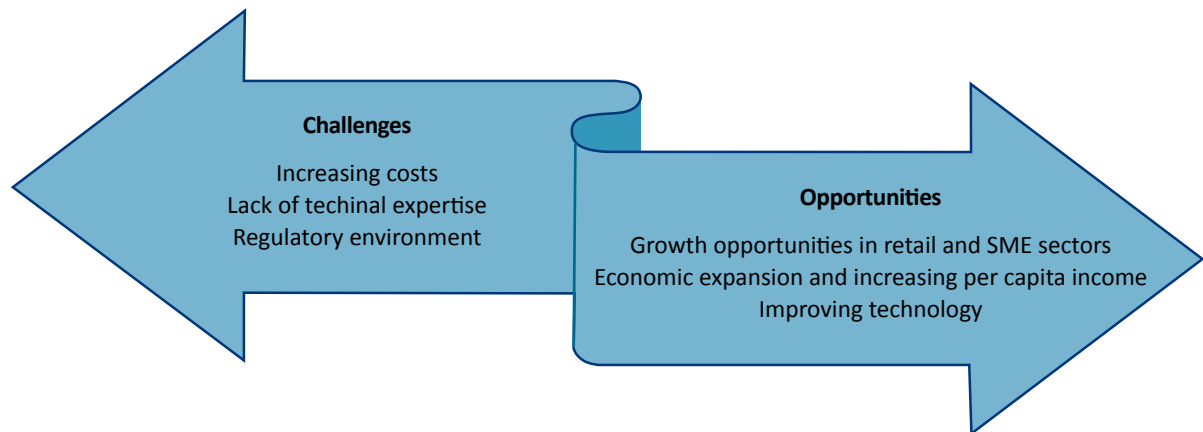 Challenges
Increasing costs
Lack of techinal expertise
Regulatory environment
Opportunities
Growth opportunities in retail and SME sectors
Economic expansion and increasing per capita income
Improving technology